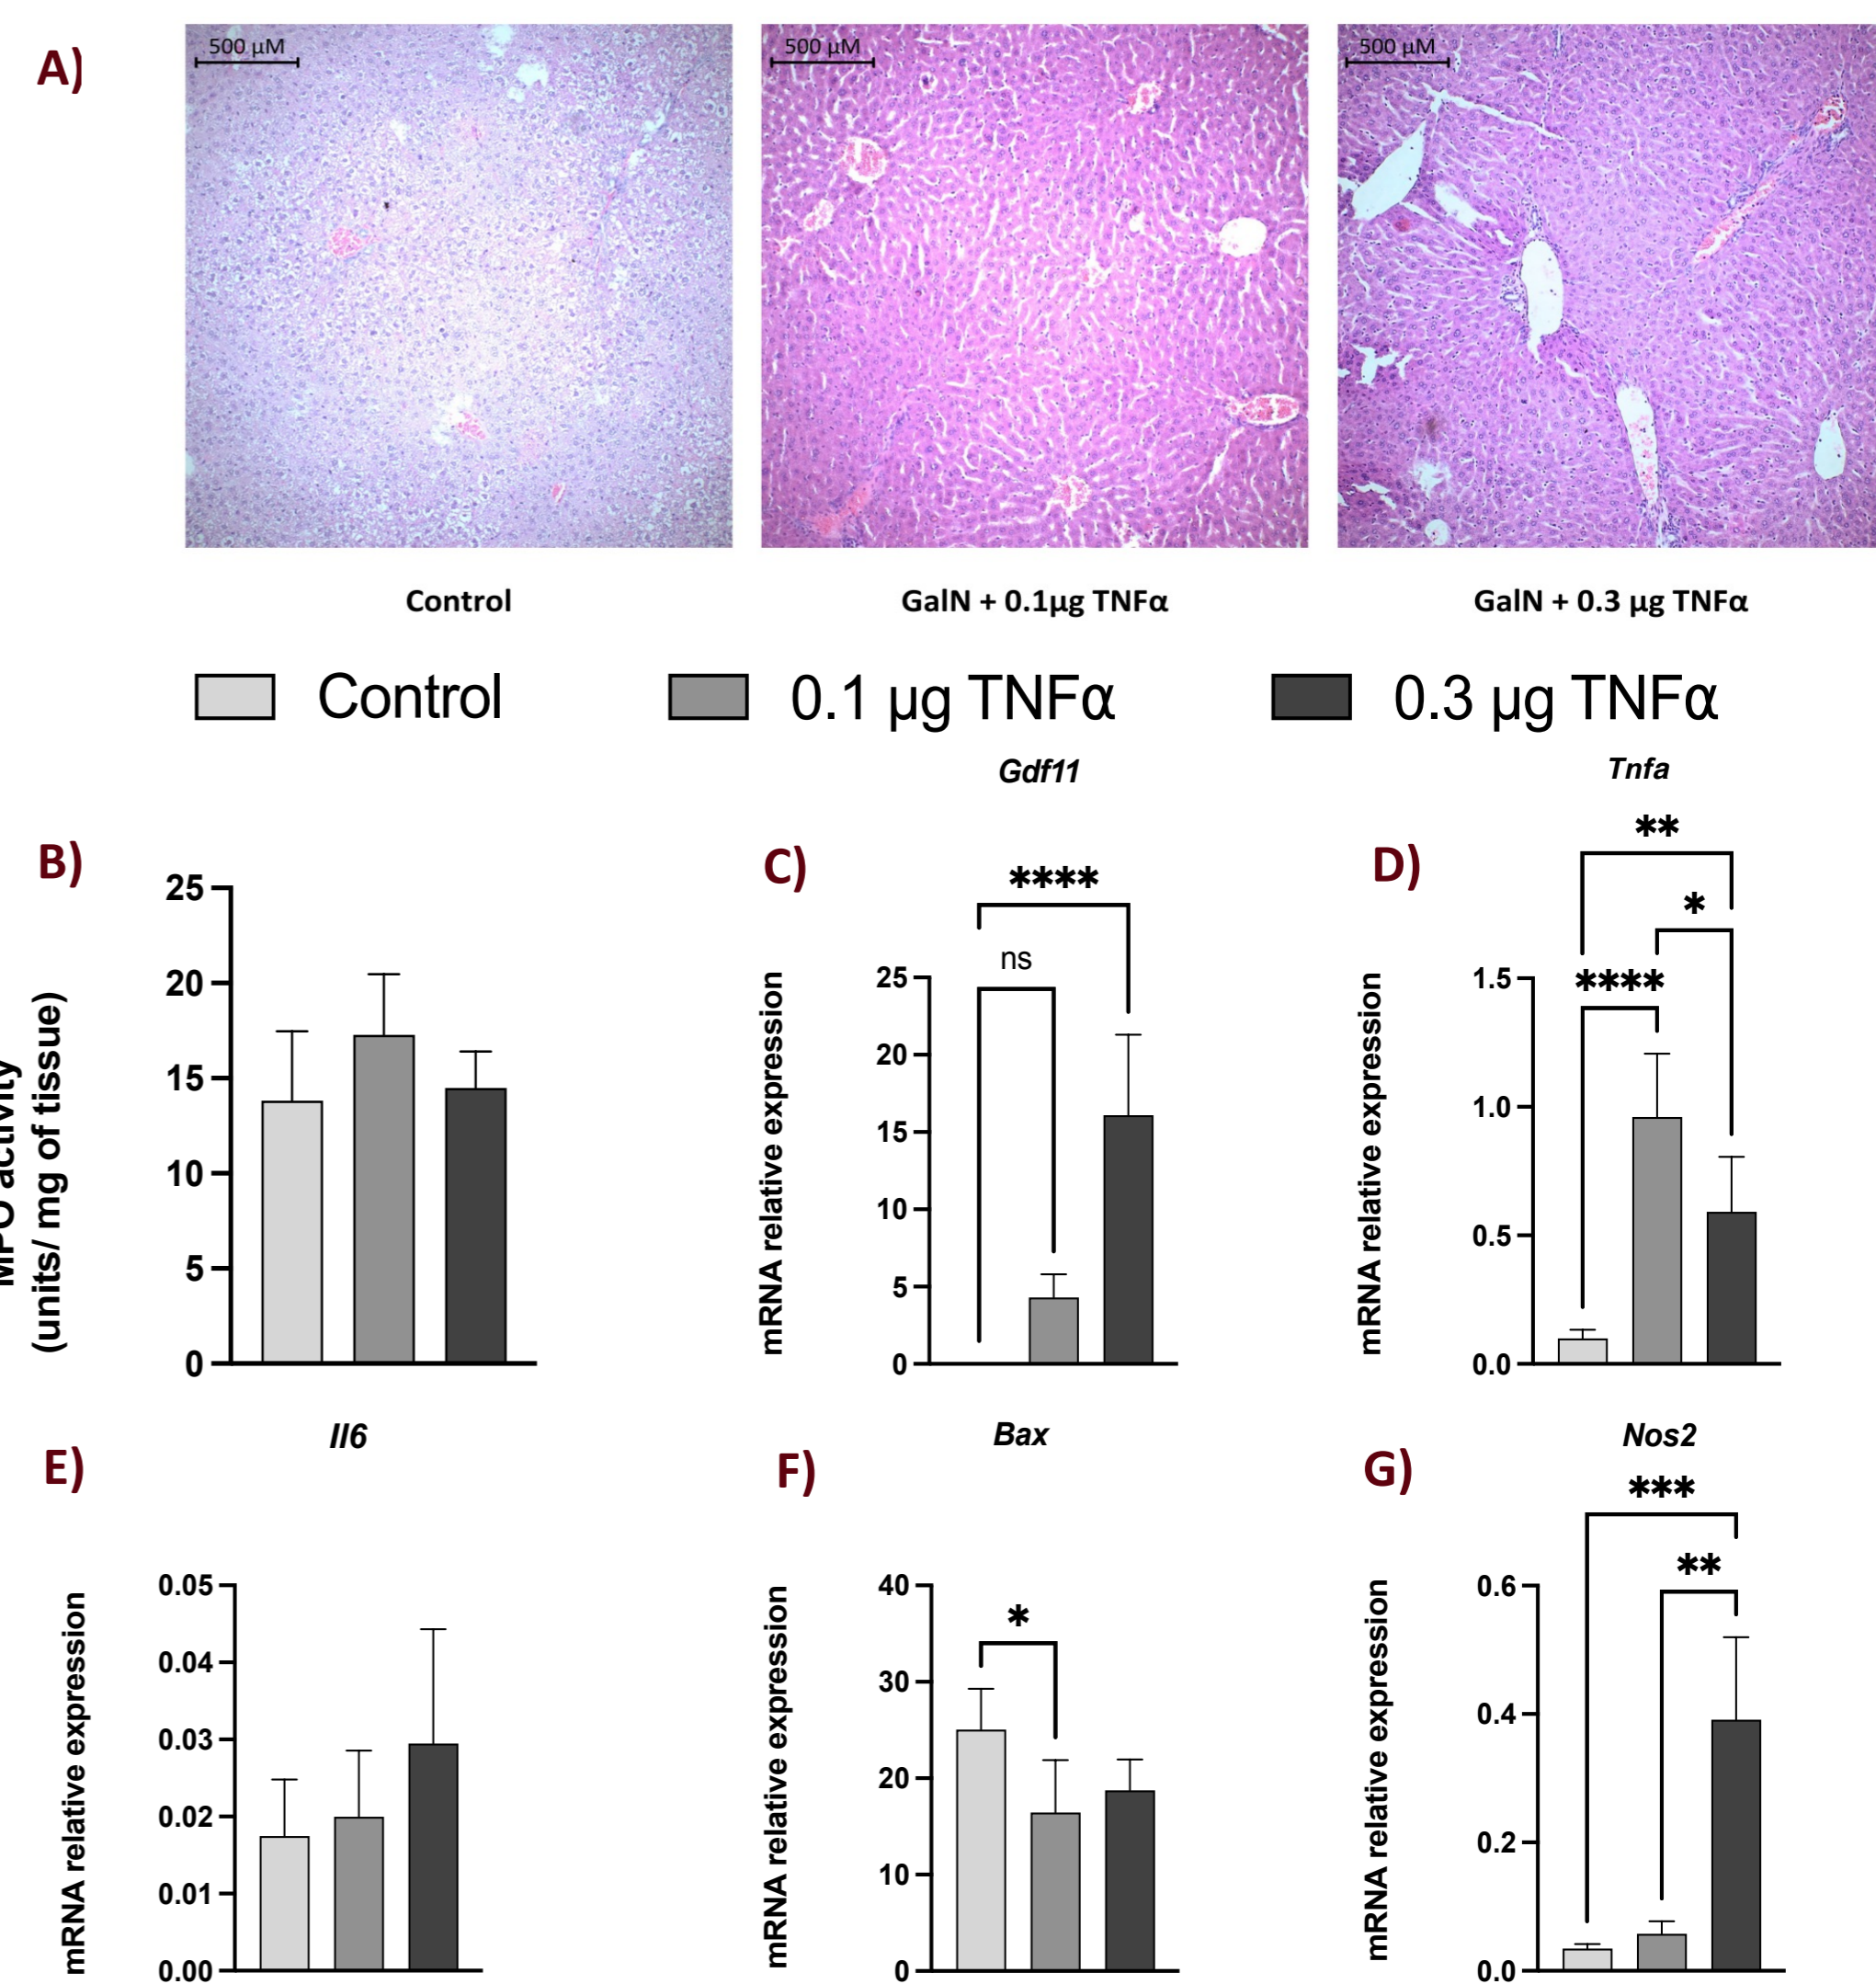 A)
500 µM
500 µM
500 µM
Control
GalN + 0.1µg TNFα
GalN + 0.3 µg TNFα
Control
0.1 µg TNFα
0.3 µg TNFα
B)
MPO activity
(units/ mg of tissue)
25
20
15
10
5
0
C)
Gdf11
mRNA relative expression
****
ns
25
20
15
10
5
0
D)
Tnfa
mRNA relative expression
**
*
****
1.5
1.0
0.5
0.0
E)
Il6
mRNA relative expression
0.05
0.04
0.03
0.02
0.01
0.00
F)
Bax
mRNA relative expression
*
40
30
20
10
0
G)
Nos2
mRNA relative expression
***
**
0.6
0.4
0.2
0.0